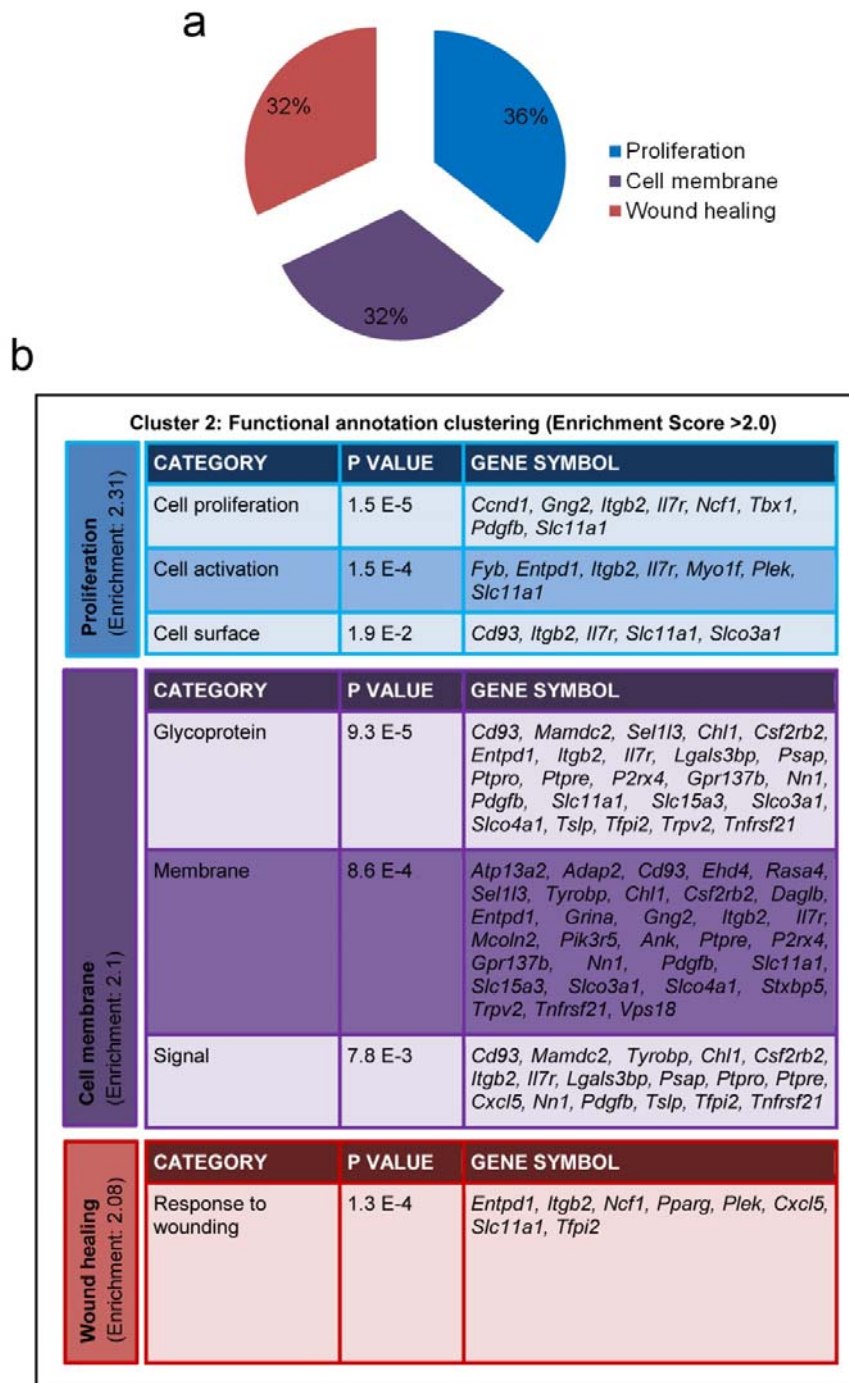 a
32%
36%
32%
Proliferation
Cell membrane
Wound healing
b
Cluster 2: Functional annotation clustering (Enrichment Score >2.0)
Proliferation
(Enrichment: 2.31)
CATEGORY P VALUE GENE SYMBOL
Cell proliferation 1.5 E-5 Ccnd1, Gng2, Itgb2, Il7r, Ncf1, Tbx1,
Pdgfb, Slc11a1
Cell activation 1.5 E-4 Fyb, Entpd1, Itgb2, Il7r, Myo1f, Plek,
Slc11a1
Cell surface 1.9 E-2 Cd93, Itgb2, Il7r, Slc11a1, Slco3a1
Cell membrane
(Enrichment: 2.1)
CATEGORY P VALUE GENE SYMBOL
Glycoprotein 9.3 E-5 Cd93, Mamdc2, Sel1l3, Chl1, Csf2rb2,
Entpd1, Itgb2, Il7r, Lgals3bp, Psap,
Ptpro, Ptpre, P2rx4, Gpr137b, Nn1,
Pdgfb, Slc11a1, Slc15a3, Slco3a1,
Slco4a1, Tslp, Tfpi2, Trpv2, Tnfrsf21
Membrane 8.6 E-4 Atp13a2, Adap2, Cd93, Ehd4, Rasa4,
Sel1l3, Tyrobp, Chl1, Csf2rb2, Daglb,
Entpd1, Grina, Gng2, Itgb2, Il7r,
Mcoln2, Pik3r5, Ank, Ptpre, P2rx4,
Gpr137b, Nn1, Pdgfb, Slc11a1,
Slc15a3, Slco3a1, Slco4a1, Stxbp5,
Trpv2, Tnfrsf21, Vps18
Signal 7.8 E-3 Cd93, Mamdc2, Tyrobp, Chl1, Csf2rb2,
Itgb2, Il7r, Lgals3bp, Psap, Ptpro, Ptpre,
Cxcl5, Nn1, Pdgfb, Tslp, Tfpi2, Tnfrsf21
Wound healing
(Enrichment: 2.08)
CATEGORY P VALUE GENE SYMBOL
Response to 1.3 E-4 Entpd1, Itgb2, Ncf1, Pparg, Plek, Cxcl5,
wounding Slc11a1, Tfpi2